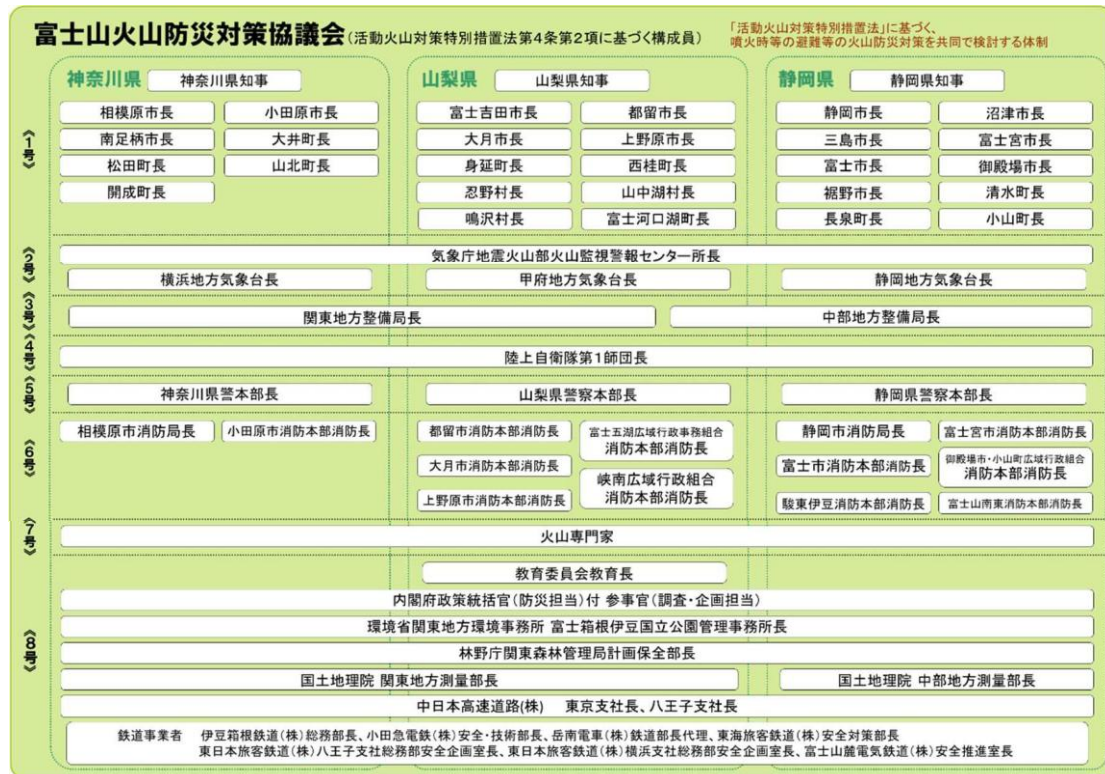 富士山火山防災対策協議会(活動火山対策特別措置法第4条第2項に基づく構成員)
「活動火山対策特別措置法」に基づく、
噴火時等の避難等の火山防災対策を共同で検討する体制
神奈川県 神奈川県知事
山梨県 山梨県知事
静岡県 静岡県知事
《1号》
相模原市長 小田原市長
南足柄市長 大井町長
松田町長 山北町長
開成町長
富士吉田市長 都留市長
大月市長 上野原市長
身延町長 西桂町長
忍野村長 山中湖村長
鳴沢村長 富士河口湖町長
静岡市長 沼津市長
三島市長 富士宮市長
富士市長 御殿場市長
裾野市長 清水町長
長泉町長 小山町長
《2号》
気象庁地震火山部火山監視警報センター所長
横浜地方気象台長 甲府地方気象台長 静岡地方気象台長
《3号》
関東地方整備局長 中部地方整備局長
《4号》
陸上自衛隊第1師団長
《5号》
神奈川県警本部長 山梨県警察本部長 静岡県警察本部長
《6号》
相模原市消防局長 小田原市消防本部消防長
都留市消防本部消防長
大月市消防本部消防長
上野原市消防本部消防長
富士五湖広域行政事務組合
消防本部消防長
峡南広域行政組合
消防本部消防長
静岡市消防局長 富士宮市消防本部消防長
富士市消防本部消防長
御殿場市・小山町広域行政組合
消防本部消防長
駿東伊豆消防本部消防長 富士山南東消防本部消防長
《7号》
火山専門家
《8号》
教育委員会教育長
内閣府政策統括官(防災担当)付 参事官(調査・企画担当)
環境省関東地方環境事務所 富士箱根伊豆国立公園管理事務所長
林野庁関東森林管理局計画保全部長
国土地理院 関東地方測量部長 国土地理院 中部地方測量部長
中日本高速道路(株) 東京支社長、八王子支社長
鉄道事業者 伊豆箱根鉄道(株)総務部長、小田急電鉄(株)安全・技術部長、岳南電車(株)鉄道部長代理、東海旅客鉄道(株)安全対策部長
東日本旅客鉄道(株)八王子支社総務部安全企画室長、東日本旅客鉄道(株)横浜支社総務部安全企画室長、富士山麓電気鉄道(株)安全推進室長